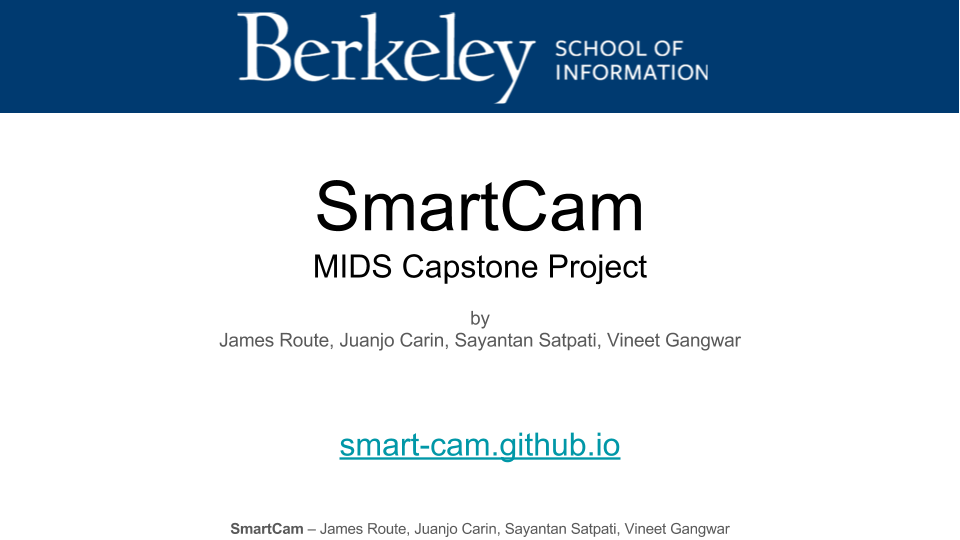 Berkeley SCHOOL OF
INFORMATION
SmartCam
MIDS Capstone Project
by
James Route, Juanjo Carin, Sayantan Satpati, Vineet Gangwar
smart-cam.github.io
SmartCam – James Route, Juanjo Carin, Sayantan Satpati, Vineet Gangwar